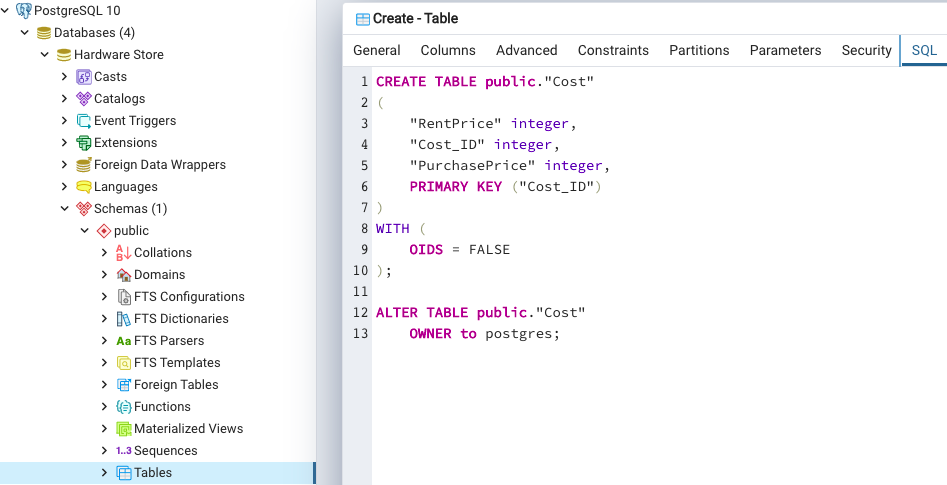 PostgreSQL 10
Databases (4)
Hardware Store
Casts
Catalogs
Event Triggers
Extensions
Foreign Data Wrappers
Languages
Schemas (1)
public
A↓
B
Collations
Domains
FTS Configurations
FTS Dictionaries
Aa FTS Parsers
FTS Templates
Foreign Tables
Functions
Materialized Views
1..3 Sequences
Tables
Create - Table
General Columns Advanced Constraints Partitions Parameters Security SQL
1 CREATE TABLE public."Cost"
2 (
3     "RentPrice" integer,
4     "Cost_ID" integer,
5     "PurchasePrice" integer,
6     PRIMARY KEY ("Cost_ID")
7 )
8 WITH (
9     OIDS = FALSE
10 );
11
12 ALTER TABLE public."Cost"
13     OWNER to postgres;